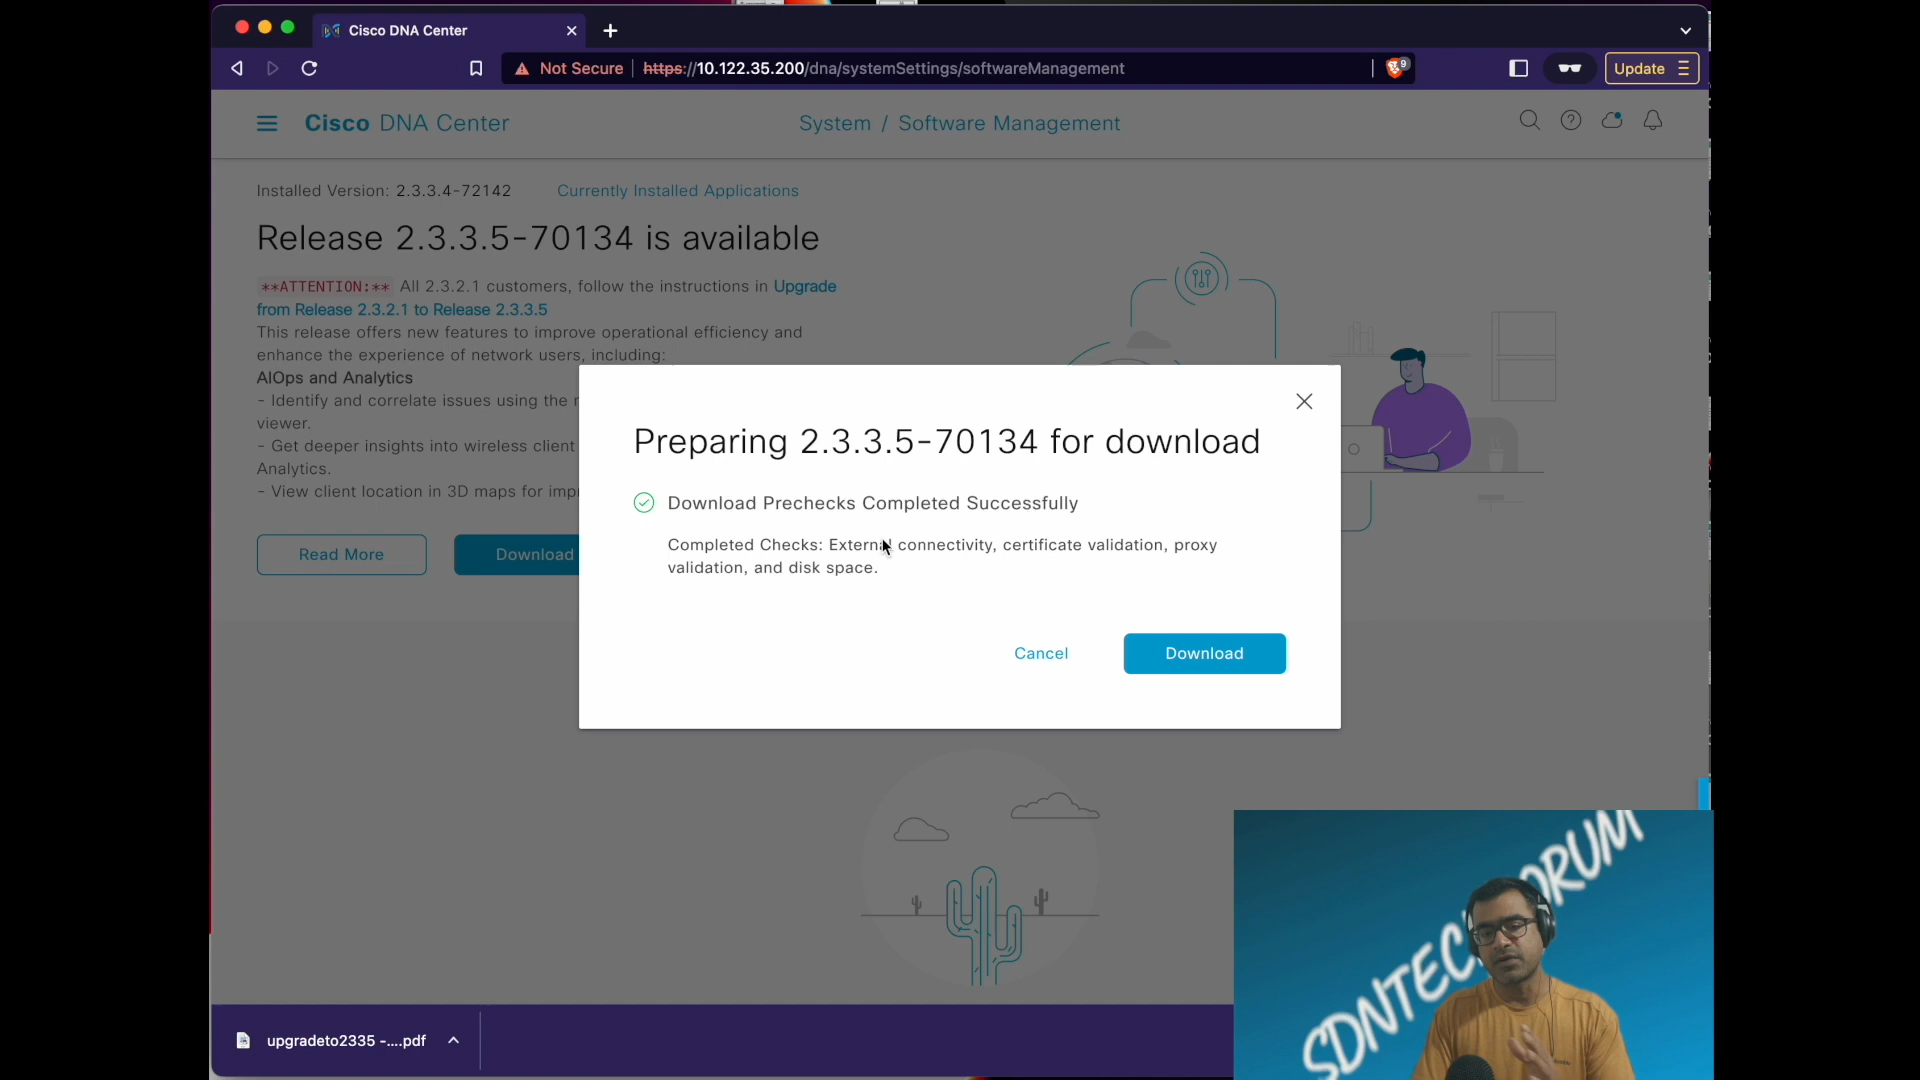 Cisco DNA Center
Not Secure
https://10.122.35.200/dna/systemSettings/softwareManagement
9
Update
Cisco DNA Center
System / Software Management
Installed Version: 2.3.3.4-72142
Currently Installed Applications
Release 2.3.3.5-70134 is available
**ATTENTION:** All 2.3.2.1 customers, follow the instructions in Upgrade
from Release 2.3.2.1 to Release 2.3.3.5
This release offers new features to improve operational efficiency and
enhance the experience of network users, including:
AIOps and Analytics
- Identify and correlate issues using the
viewer.
- Get deeper insights into wireless client
Analytics.
- View client location in 3D maps for
Read More
Download
Preparing 2.3.3.5-70134 for download
Download Prechecks Completed Successfully
Completed Checks: External connectivity, certificate validation, proxy
validation, and disk space.
Cancel
Download
upgradeto2335 -....pdf